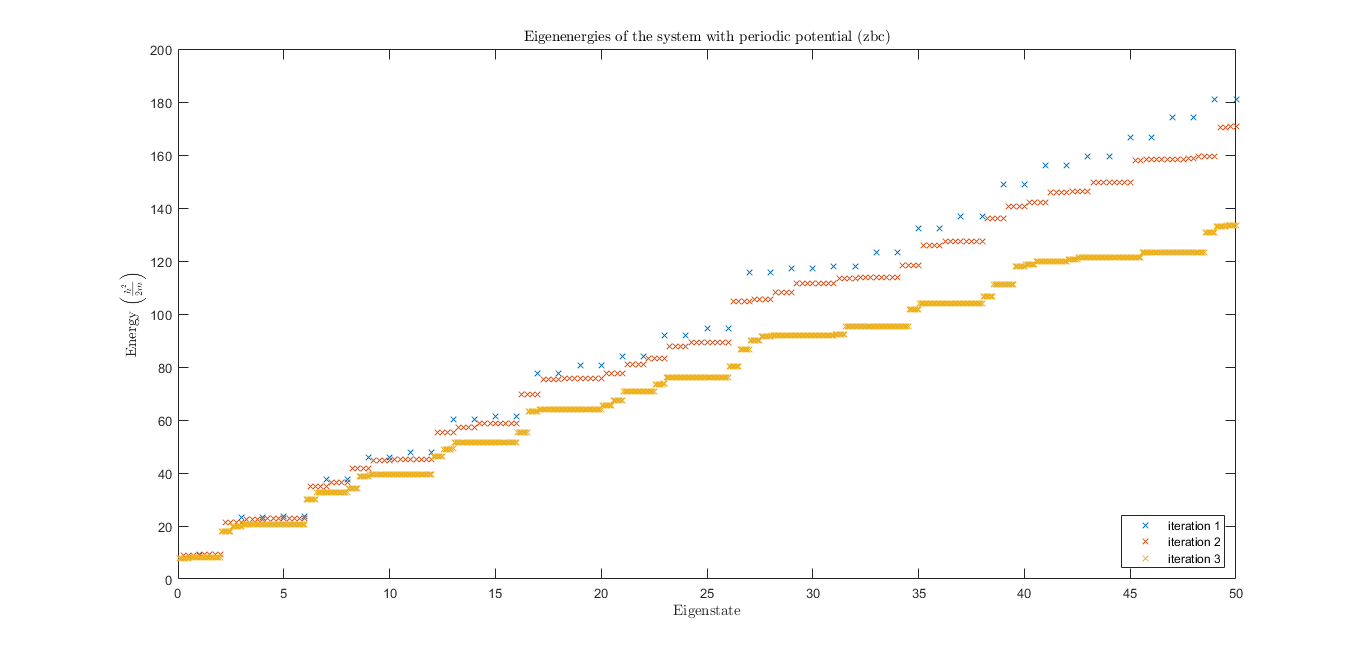 Eigenenergies of the system with periodic potential (zbc)
Energy (ħ²/2m)
200
180
160
140
120
100
80
60
40
20
0
0 5 10 15 20 25 30 35 40 45 50
Eigenstate
iteration 1
iteration 2
iteration 3